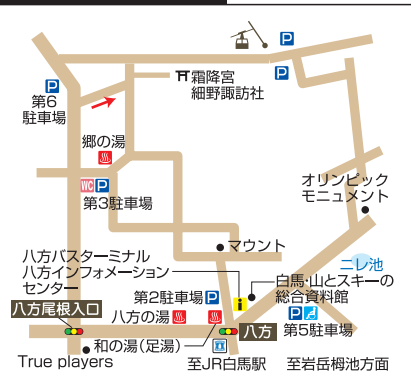 P
P
P
第6
駐車場
霜降宮
細野諏訪社
郷の湯
WC P
第3駐車場
オリンピック
モニュメント
マウント
八方バスターミナル
八方インフォメーション
センター
ニレ池
白馬・山とスキーの
総合資料館
第2駐車場 P
i
八方尾根入口
八方の湯
八方
P
第5駐車場
和の湯(足湯)
True players
至JR白馬駅
至岩岳栂池方面